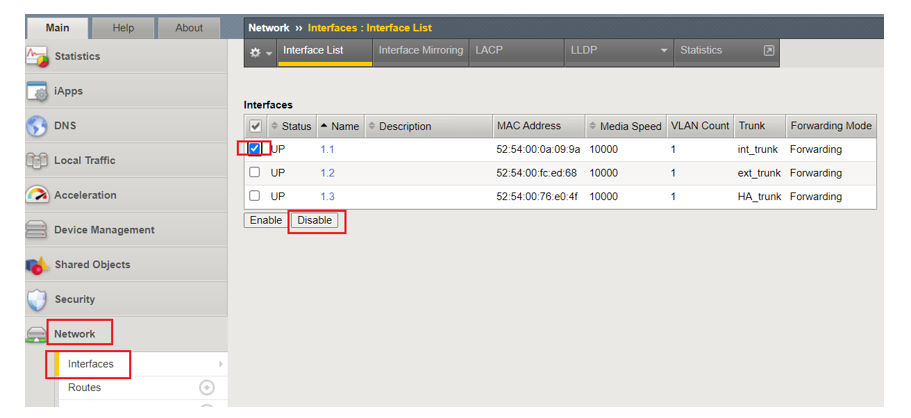 Main Help About
Network ›› Interfaces : Interface List
Interface List Interface Mirroring LACP LLDP Statistics
Statistics
iApps
DNS
Local Traffic
Acceleration
Device Management
Shared Objects
Security
Network
Interfaces
Routes
Interfaces
Status Name Description MAC Address Media Speed VLAN Count Trunk Forwarding Mode
UP 1.1 52:54:00:0a:09:9a 10000 1 int_trunk Forwarding
UP 1.2 52:54:00:fc:ed:68 10000 1 ext_trunk Forwarding
UP 1.3 52:54:00:76:e0:4f 10000 1 HA_trunk Forwarding
Enable Disable